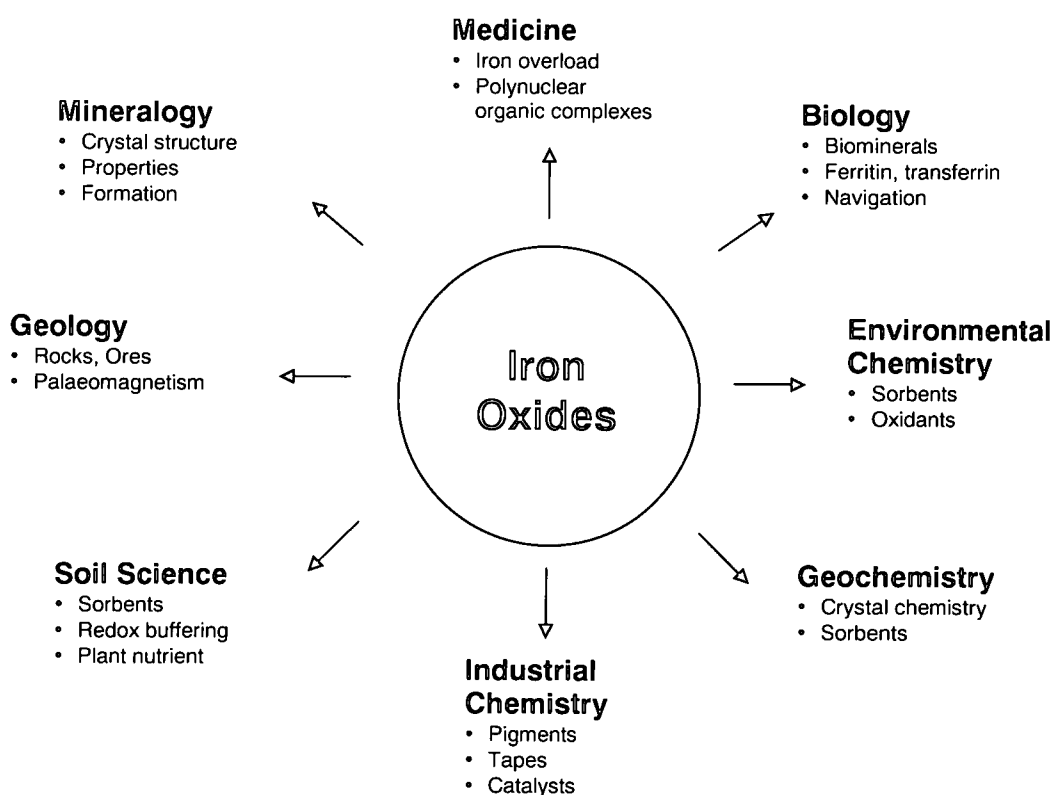 Medicine
• Iron overload
• Polynuclear
organic complexes
Mineralogy
• Crystal structure
• Properties
• Formation
Biology
• Biominerals
• Ferritin, transferrin
• Navigation
Geology
• Rocks, Ores
• Palaeomagnetism
Iron
Oxides
Environmental
Chemistry
• Sorbents
• Oxidants
Soil Science
• Sorbents
• Redox buffering
• Plant nutrient
Industrial
Chemistry
• Pigments
• Tapes
• Catalysts
Geochemistry
• Crystal chemistry
• Sorbents